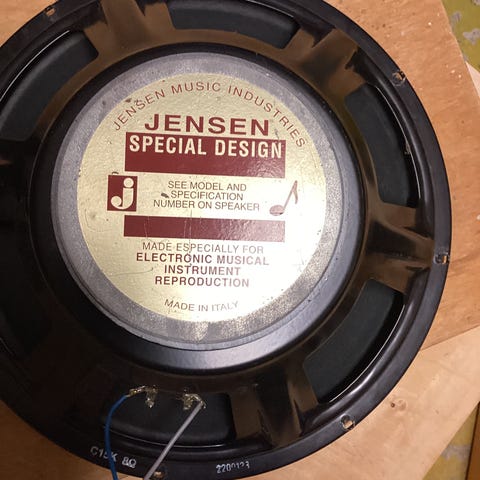 JENSEN MUSIC INDUSTRIES
JENSEN
SPECIAL DESIGN
j
SEE MODEL AND
SPECIFICATION
NUMBER ON SPEAKER
MADE ESPECIALLY FOR
ELECTRONIC MUSICAL
INSTRUMENT
REPRODUCTION
MADE IN ITALY
C15K 8Ω